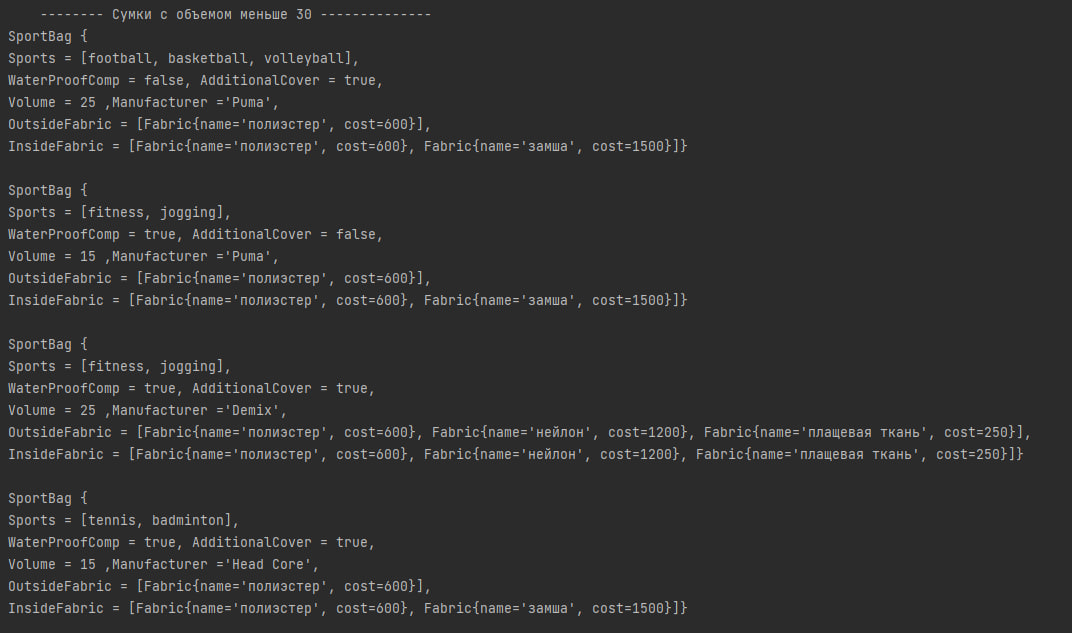 -------- Сумки с объемом меньше 30 --------------
SportBag {
Sports = [football, basketball, volleyball],
WaterProofComp = false, AdditionalCover = true,
Volume = 25 ,Manufacturer ='Puma',
OutsideFabric = [Fabric{name='полиэстер', cost=600}],
InsideFabric = [Fabric{name='полиэстер', cost=600}, Fabric{name='замша', cost=1500}]}
SportBag {
Sports = [fitness, jogging],
WaterProofComp = true, AdditionalCover = false,
Volume = 15 ,Manufacturer ='Puma',
OutsideFabric = [Fabric{name='полиэстер', cost=600}],
InsideFabric = [Fabric{name='полиэстер', cost=600}, Fabric{name='замша', cost=1500}]}
SportBag {
Sports = [fitness, jogging],
WaterProofComp = true, AdditionalCover = true,
Volume = 25 ,Manufacturer ='Demix',
OutsideFabric = [Fabric{name='полиэстер', cost=600}, Fabric{name='нейлон', cost=1200}, Fabric{name='плащевая ткань', cost=250}],
InsideFabric = [Fabric{name='полиэстер', cost=600}, Fabric{name='нейлон', cost=1200}, Fabric{name='плащевая ткань', cost=250}]}
SportBag {
Sports = [tennis, badminton],
WaterProofComp = true, AdditionalCover = true,
Volume = 15 ,Manufacturer ='Head Core',
OutsideFabric = [Fabric{name='полиэстер', cost=600}],
InsideFabric = [Fabric{name='полиэстер', cost=600}, Fabric{name='замша', cost=1500}]}